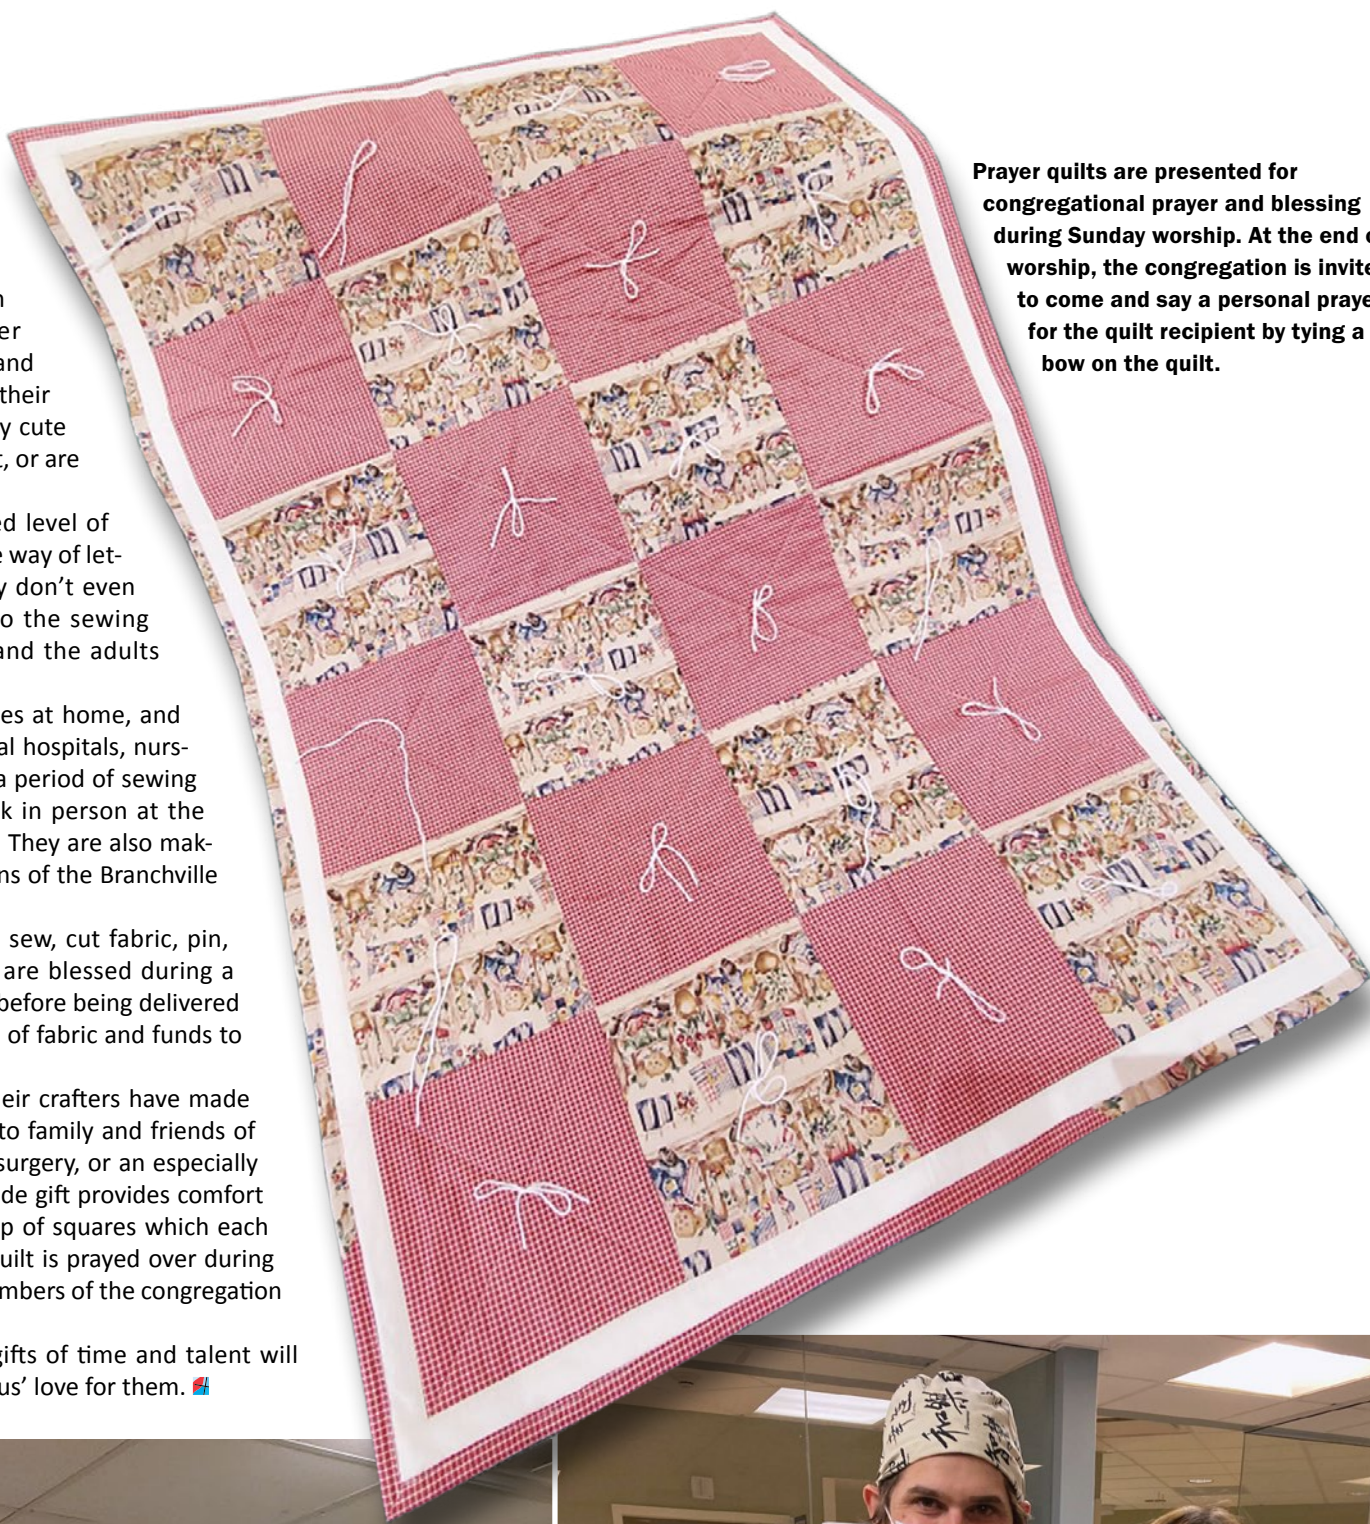 er
and
their
y cute
, or are
ed level of
e way of let-
y don’t even
o the sewing
and the adults
es at home, and
al hospitals, nurs-
a period of sewing
k in person at the
They are also mak-
ns of the Branchville
sew, cut fabric, pin,
are blessed during a
before being delivered
of fabric and funds to
eir crafters have made
to family and friends of
surgery, or an especially
de gift provides comfort
p of squares which each
uilt is prayed over during
mbers of the congregation
gifts of time and talent will
us’ love for them.
Prayer quilts are presented for
congregational prayer and blessing
during Sunday worship. At the end
worship, the congregation is invite
to come and say a personal praye
for the quilt recipient by tying a
bow on the quilt.